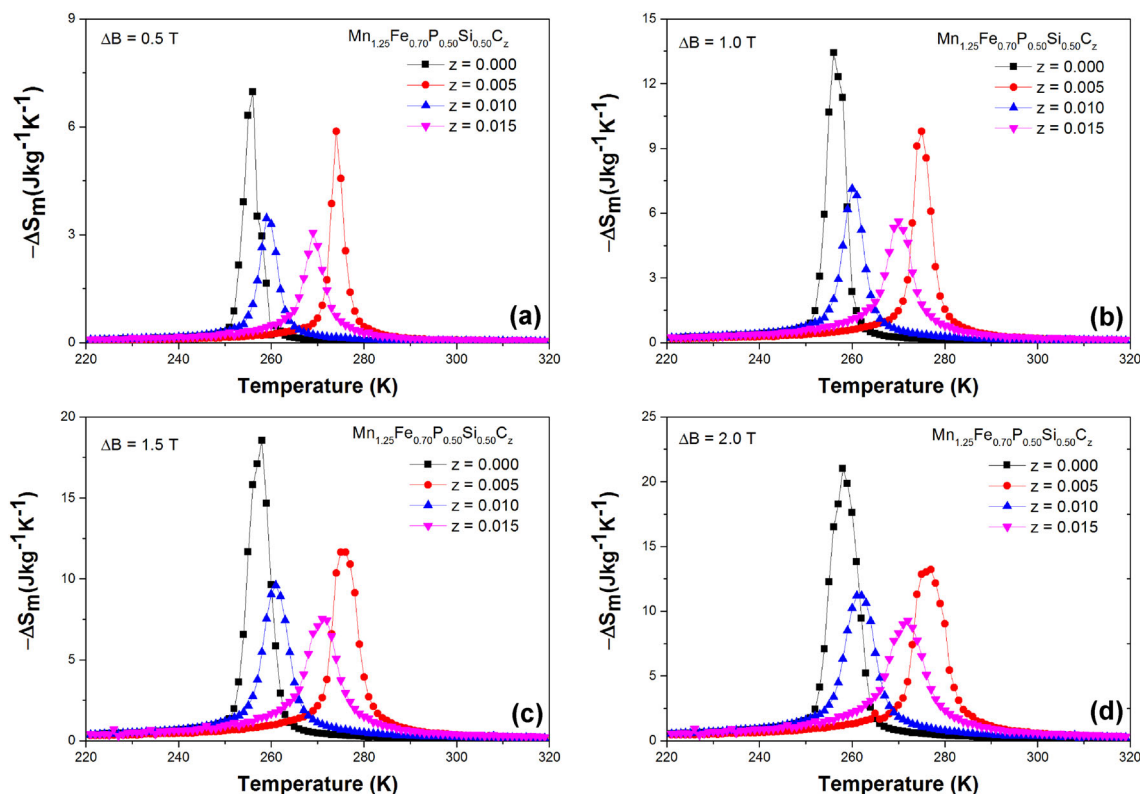 ΔB = 0.5 T
Mn1.25Fe0.70P0.50Si0.50Cz
z = 0.000
z = 0.005
z = 0.010
z = 0.015
(a)
−ΔSm(Jkg-1K-1)
9
6
3
0
220 240 260 280 300 320
Temperature (K)
ΔB = 1.0 T
Mn1.25Fe0.70P0.50Si0.50Cz
z = 0.000
z = 0.005
z = 0.010
z = 0.015
(b)
−ΔSm(Jkg-1K-1)
15
12
9
6
3
0
220 240 260 280 300 320
Temperature (K)
ΔB = 1.5 T
Mn1.25Fe0.70P0.50Si0.50Cz
z = 0.000
z = 0.005
z = 0.010
z = 0.015
(c)
−ΔSm(Jkg-1K-1)
20
15
10
5
0
220 240 260 280 300 320
Temperature (K)
ΔB = 2.0 T
Mn1.25Fe0.70P0.50Si0.50Cz
z = 0.000
z = 0.005
z = 0.010
z = 0.015
(d)
−ΔSm(Jkg-1K-1)
25
20
15
10
5
0
220 240 260 280 300 320
Temperature (K)